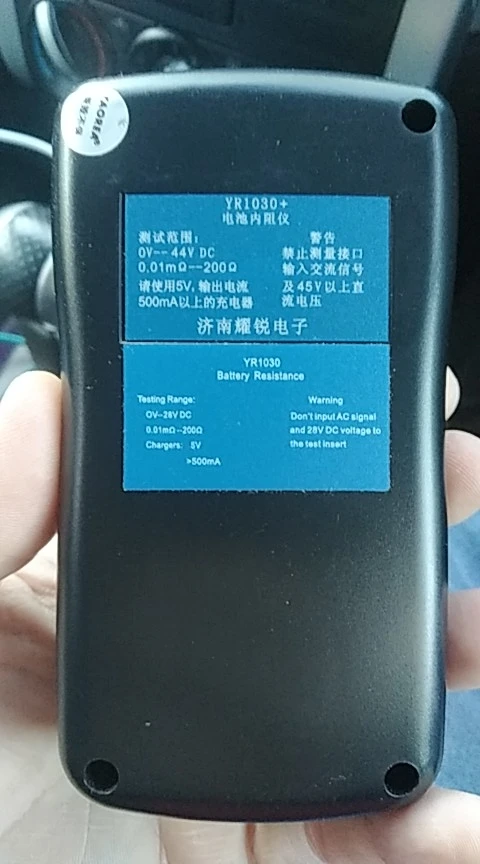 YAOREA
YR1030+
电池内阻仪
测试范围:
0V--44V DC
0.01mΩ--200Ω
请使用5V,输出电流
500mA以上的充电器
警告
禁止测量接口
输入交流信号
及45V以上直
流电压
济南耀锐电子
YR1030
Battery Resistance
Testing Range:
OV--28V DC
0.01mΩ--200Ω
Chargers: 5V
>500mA
Warning
Don't input AC signal
and 28V DC voltage to
the test insert